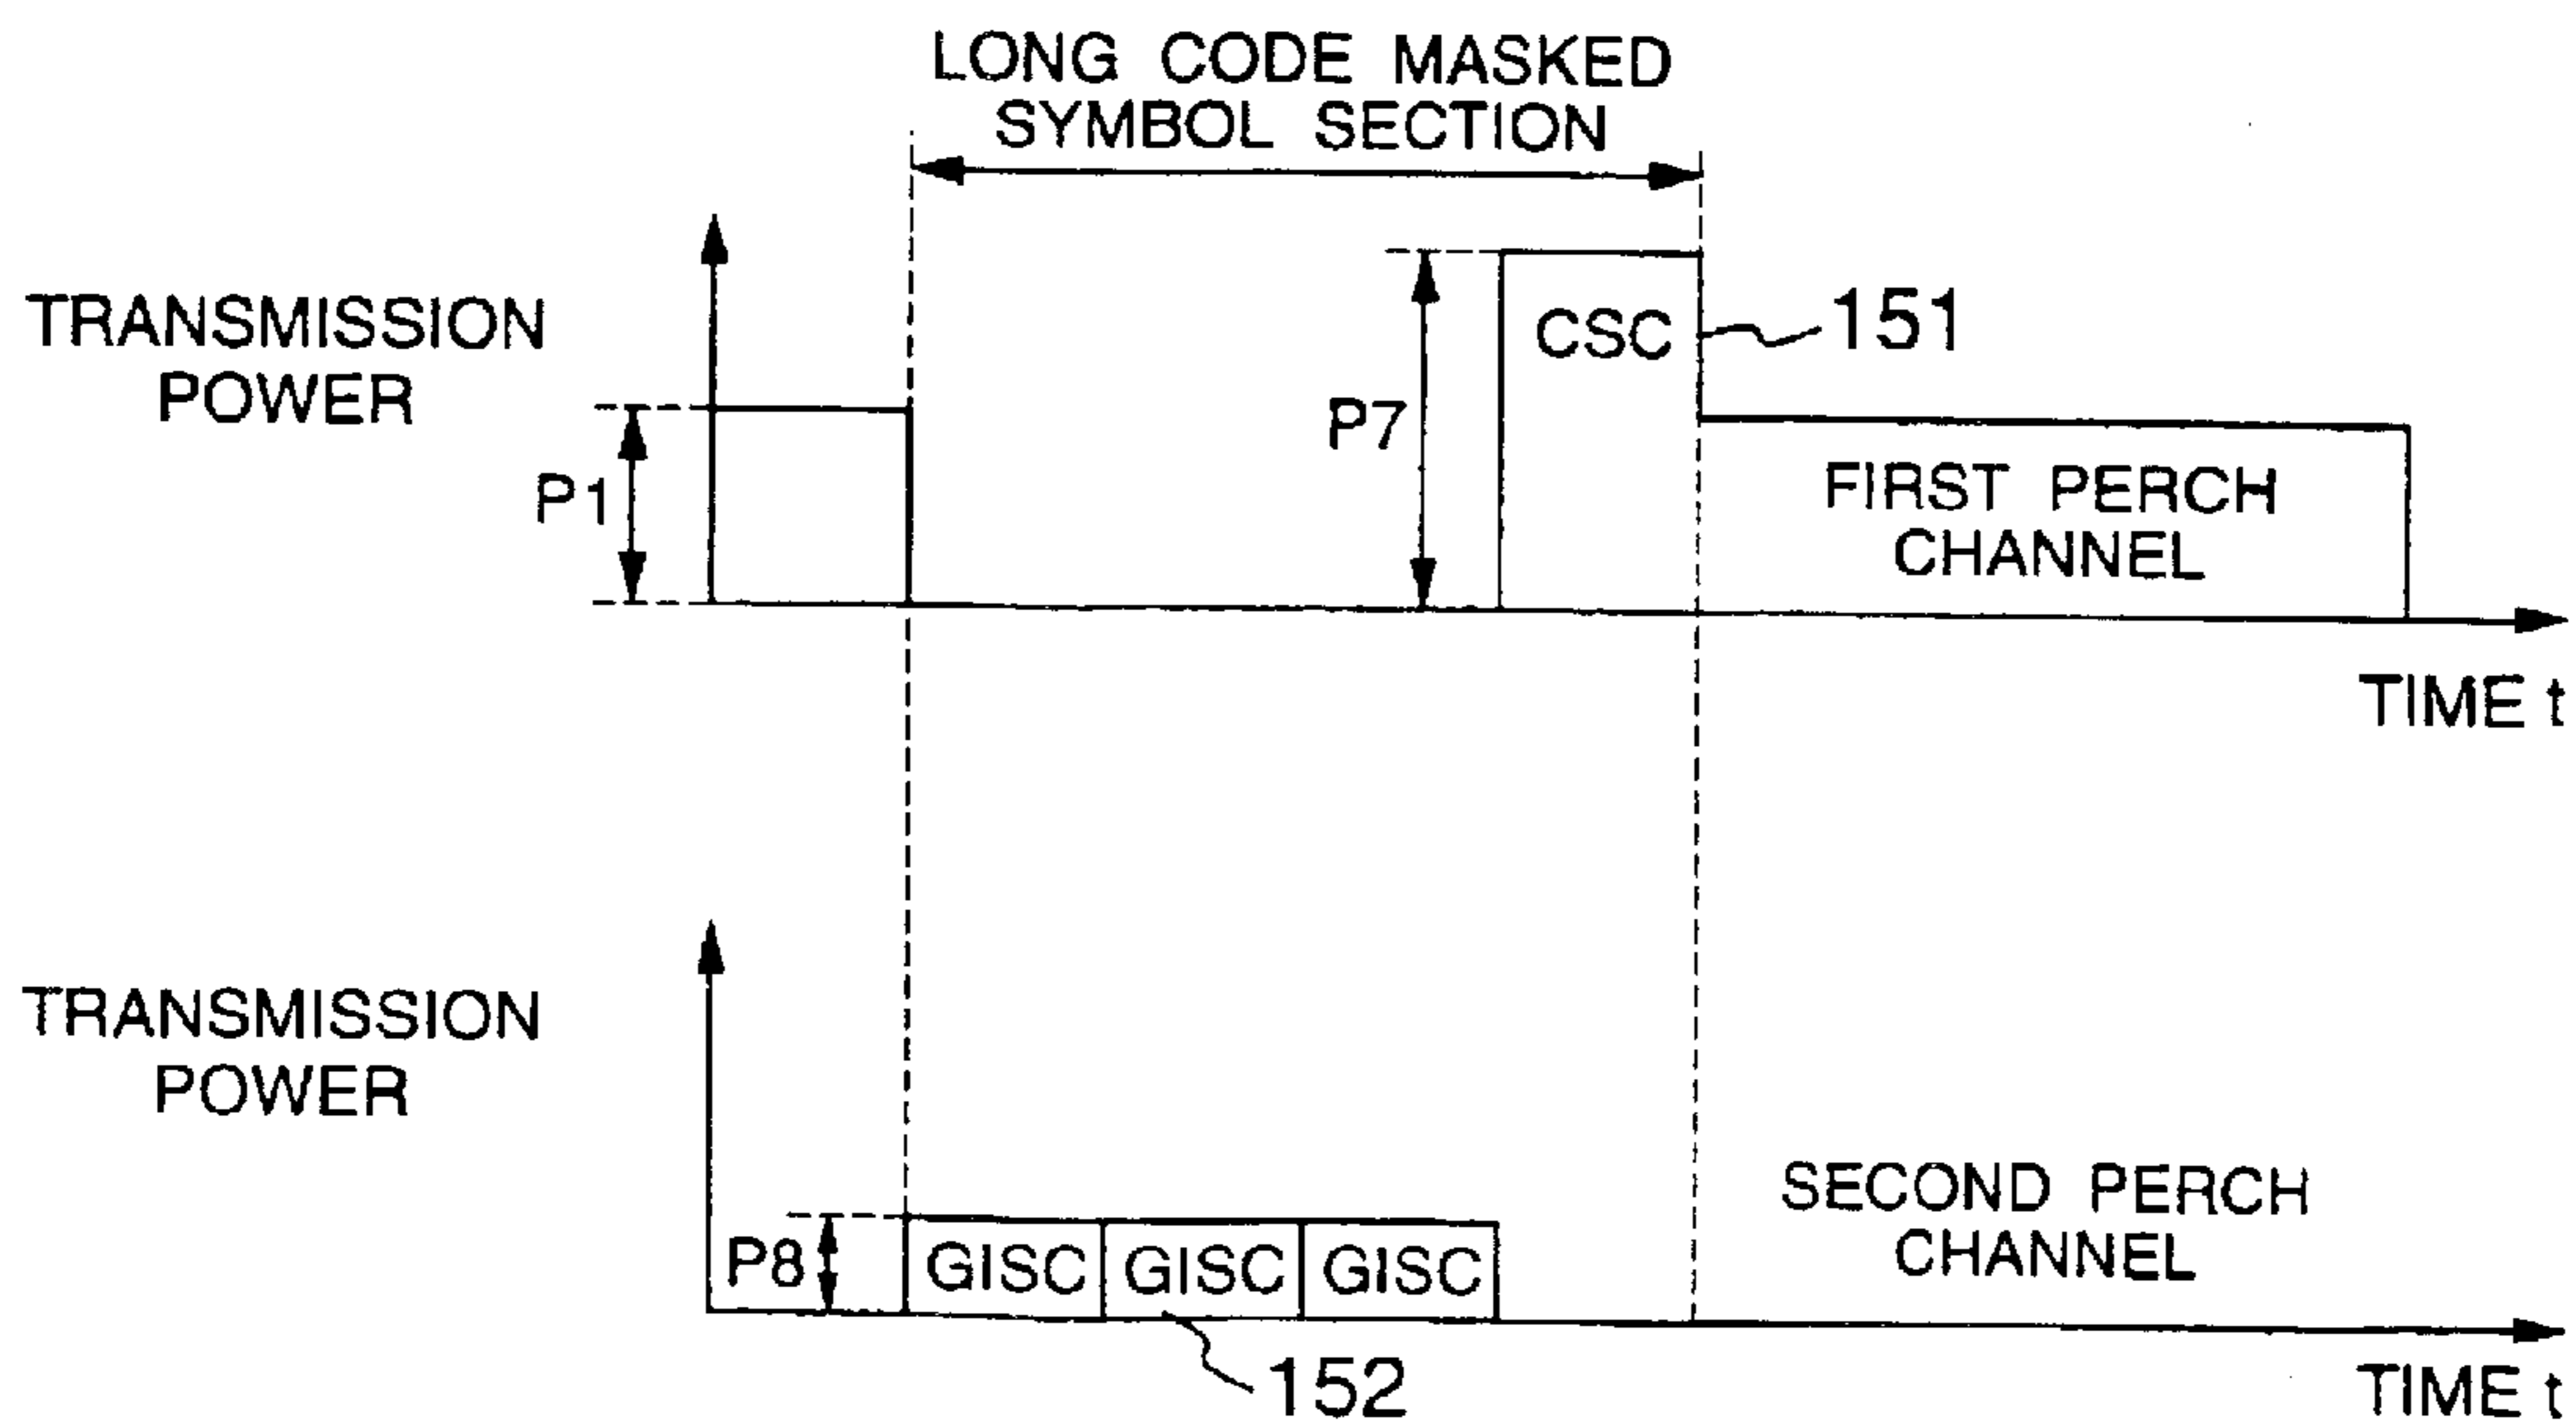 LONG CODE MASKED
SYMBOL SECTION
TRANSMISSION
POWER
P1
P7
CSC
151
FIRST PERCH
CHANNEL
TIME t
TRANSMISSION
POWER
P8
GISC GISC GISC
152
SECOND PERCH
CHANNEL
TIME t